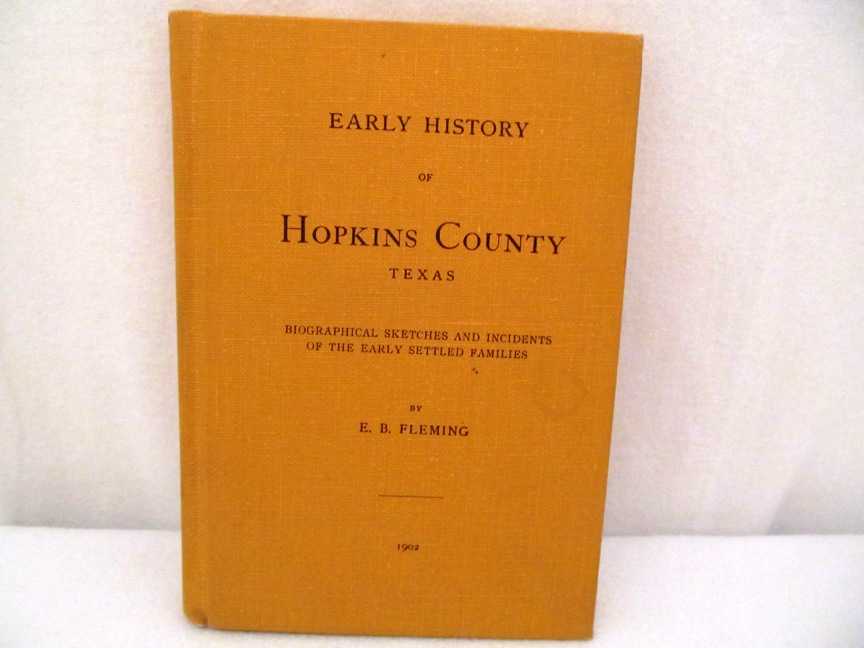 EARLY HISTORY
OF
HOPKINS COUNTY
TEXAS
BIOGRAPHICAL SKETCHES AND INCIDENTS
OF THE EARLY SETTLED FAMILIES
BY
E. B. FLEMING
1902